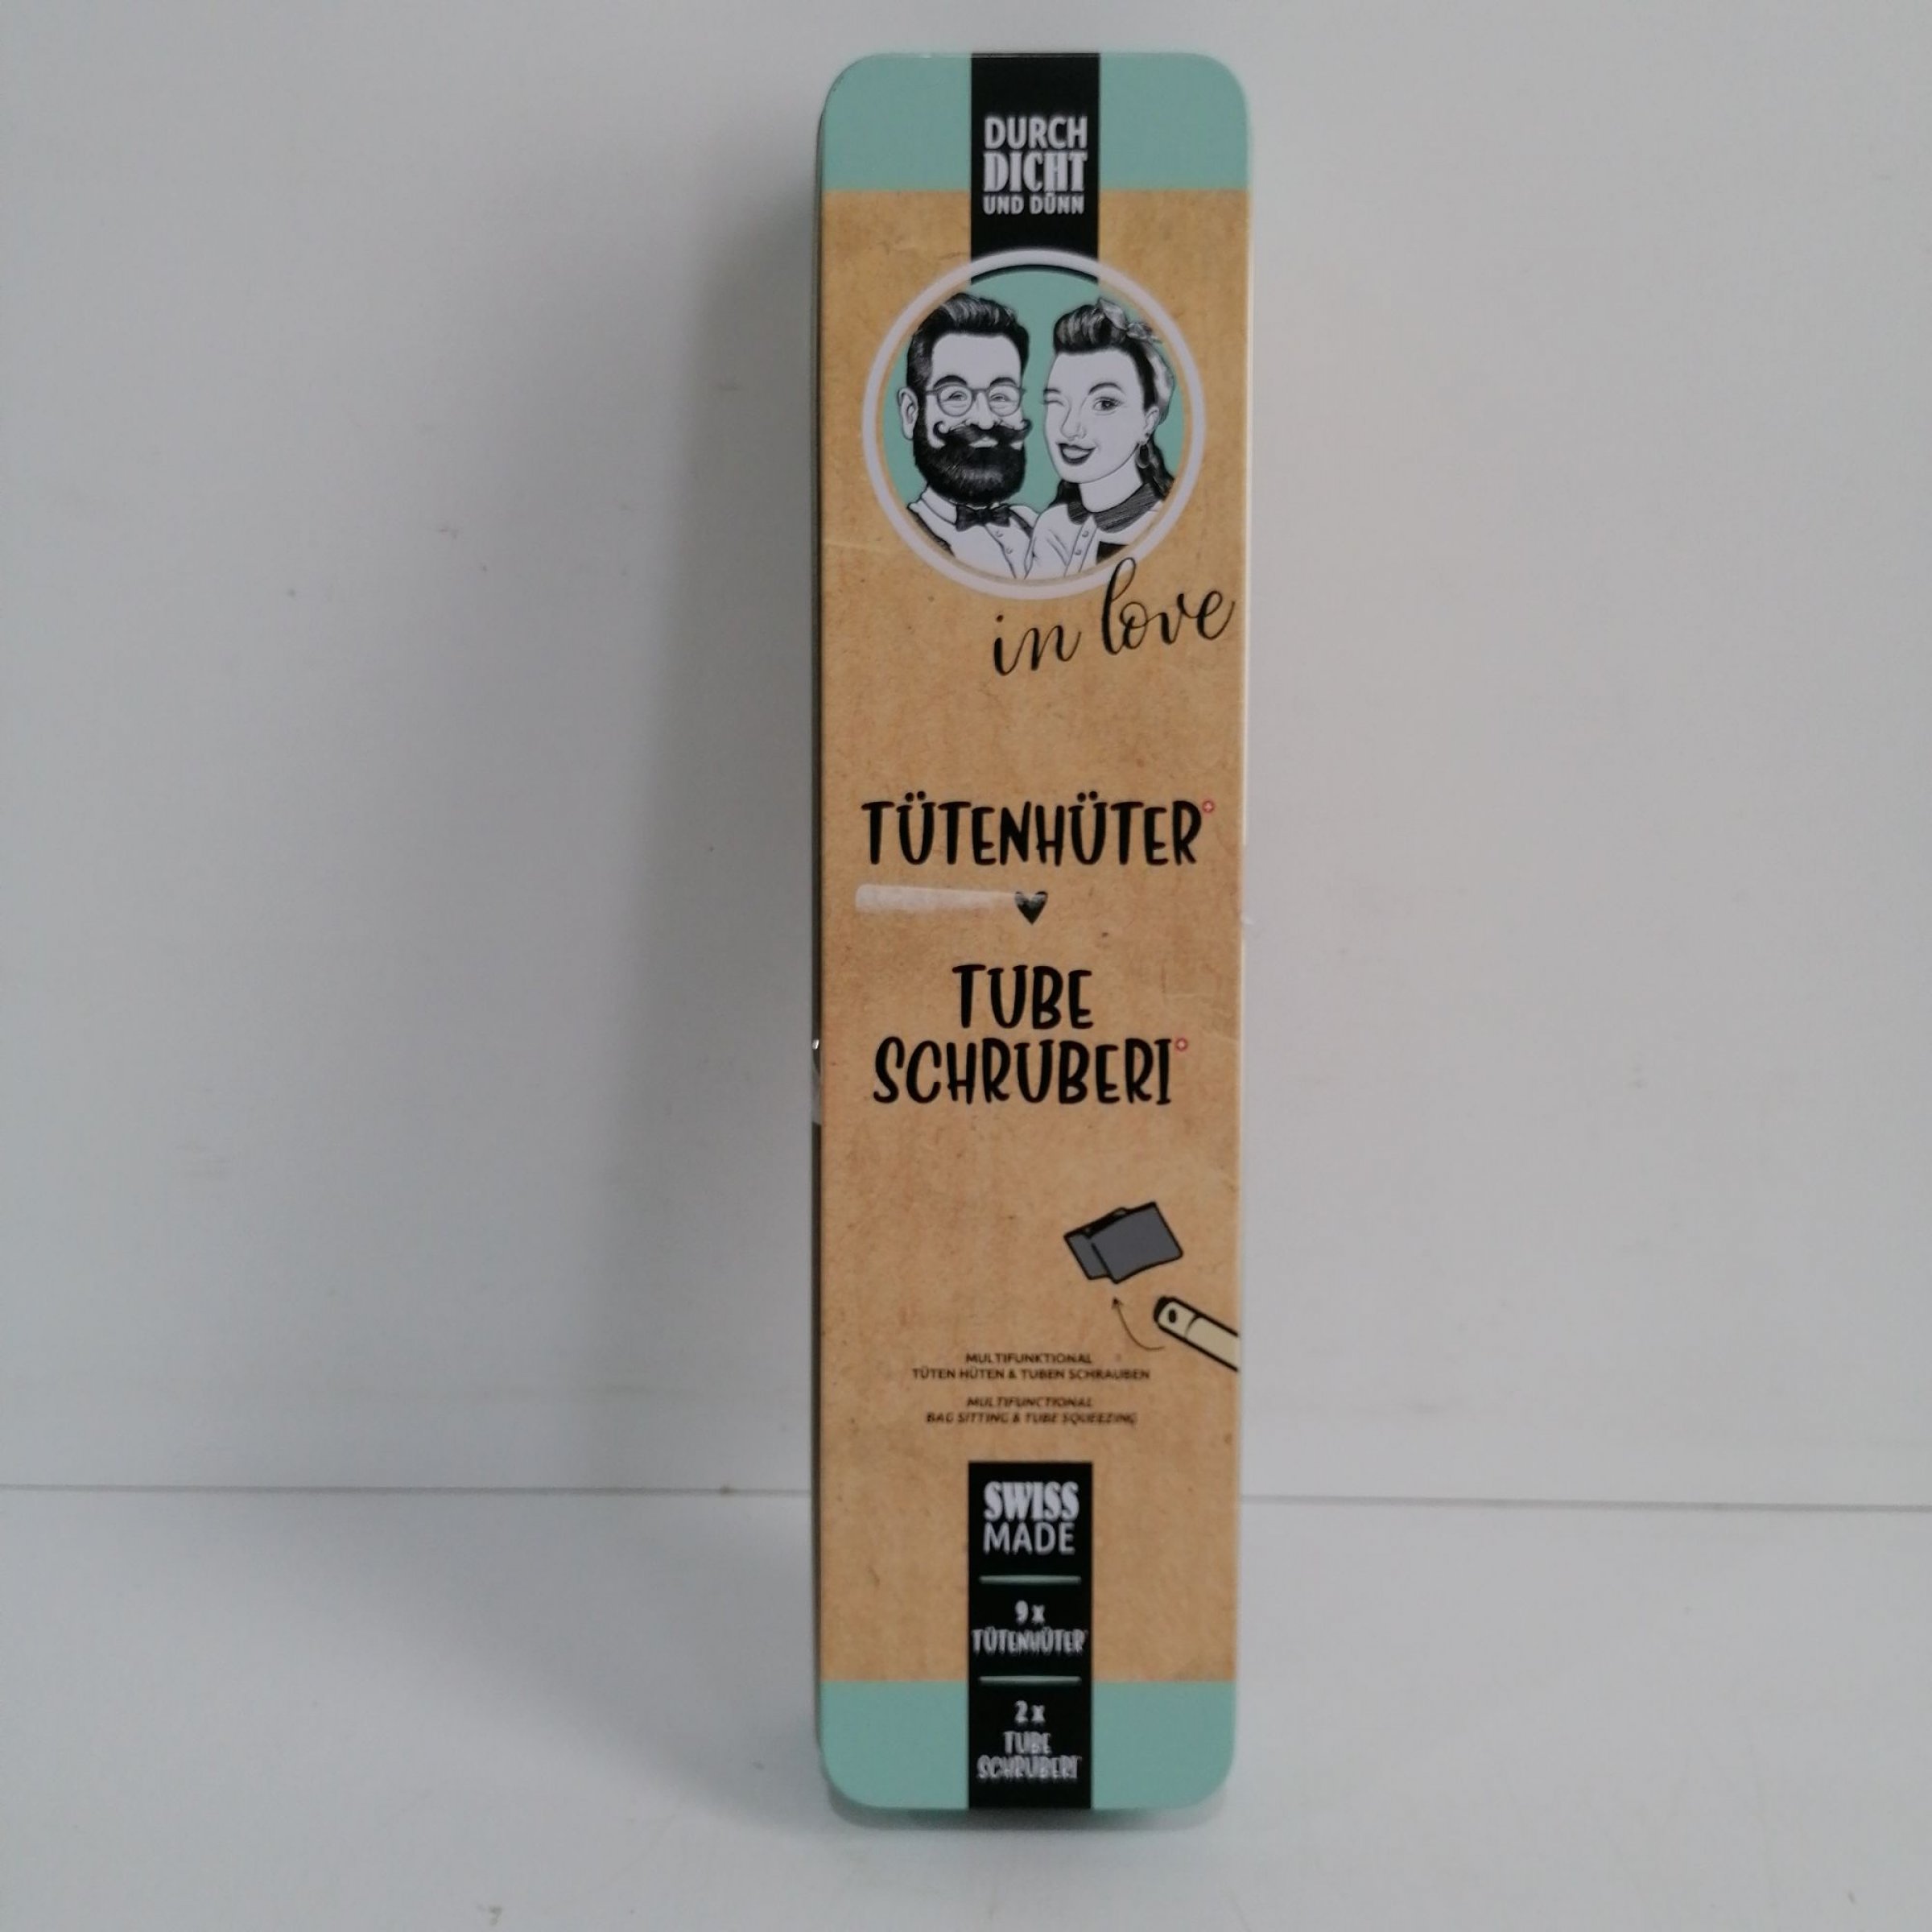 DURCH
DICHT
UND DÜNN
in love
TÜTENHÜTER
TUBE
SCHRUBERI
MULTIFUNKTIONAL
TÜTEN HÜTEN & TUBEN SCHRAUBEN
MULTIFUNCTIONAL
BAG SITTING & TUBE SQUEEZING
SWISS
MADE
9 x
TÜTENHÜTER
2 x
TUBE
SCHRUBERI